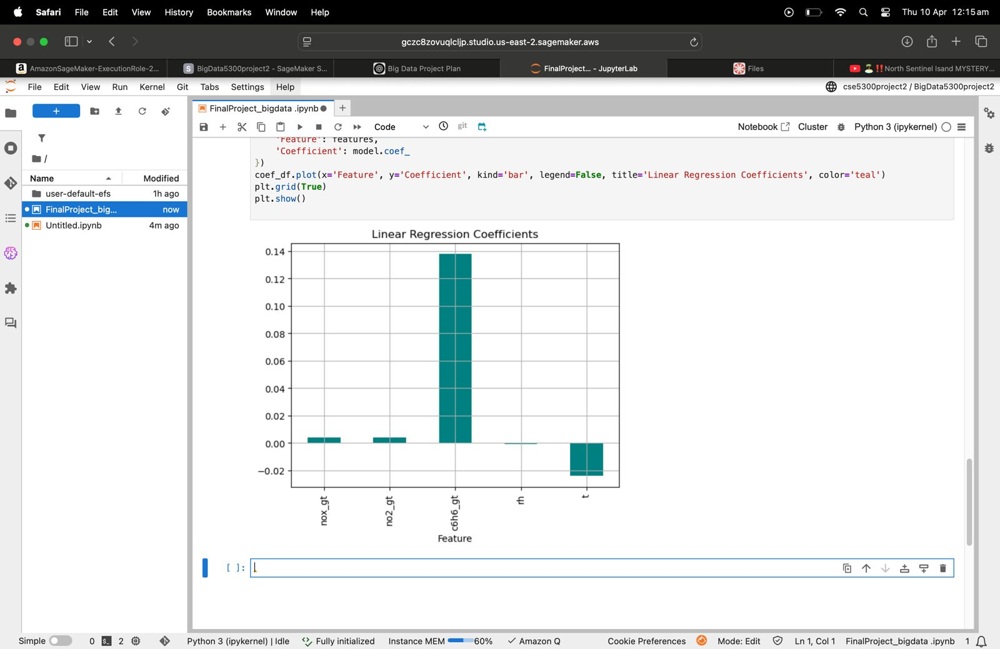 Safari File Edit View History Bookmarks Window Help Thu 10 Apr 12:15 am
gczc8zovuqlcljp.studio.us-east-2.sagemaker.aws
a AmazonSageMaker-ExecutionRole-2... S BigData5300project2 - SageMaker S... Big Data Project Plan FinalProject... - JupyterLab Files ‼️North Sentinel Isand MYSTERY...
File Edit View Run Kernel Git Tabs Settings Help cse5300project2 / BigData5300project2
+ FinalProject_bigdata .ipynb +
Code git Notebook Cluster Python 3 (ipykernel)
/
Name Modified
user-default-efs 1h ago
FinalProject_big... now
Untitled.ipynb 4m ago
'Feature': features,
'Coefficient': model.coef_
})
coef_df.plot(x='Feature', y='Coefficient', kind='bar', legend=False, title='Linear Regression Coefficients', color='teal')
plt.grid(True)
plt.show()
Linear Regression Coefficients
0.14
0.12
0.10
0.08
0.06
0.04
0.02
0.00
−0.02
nox_gt no2_gt c6h6_gt rh t
Feature
[ ]:
Simple 0 $_ 2 Python 3 (ipykernel) | Idle Fully initialized Instance MEM 60% Amazon Q Cookie Preferences Mode: Edit Ln 1, Col 1 FinalProject_bigdata .ipynb 1